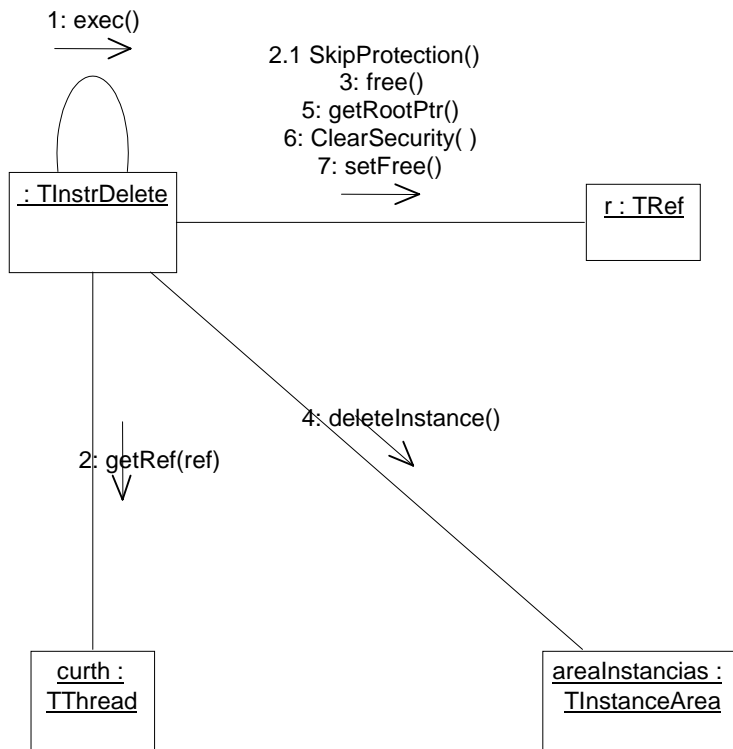 1: exec()
2.1 SkipProtection()
3: free()
5: getRootPtr()
6: ClearSecurity( )
7: setFree()
: TInstrDelete
r : TRef
4: deleteInstance()
2: getRef(ref)
curth :
TThread
areaInstancias :
TInstanceArea